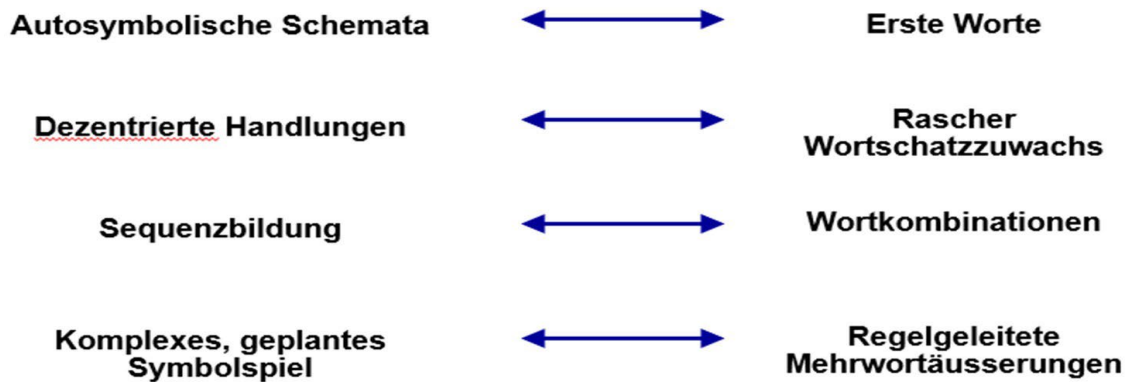 Autosymbolische Schemata
Erste Worte
Dezentrierte Handlungen
Rascher
Wortschatzzuwachs
Sequenzbildung
Wortkombinationen
Komplexes, geplantes
Symbolspiel
Regelgeleitete
Mehrwortäusserungen